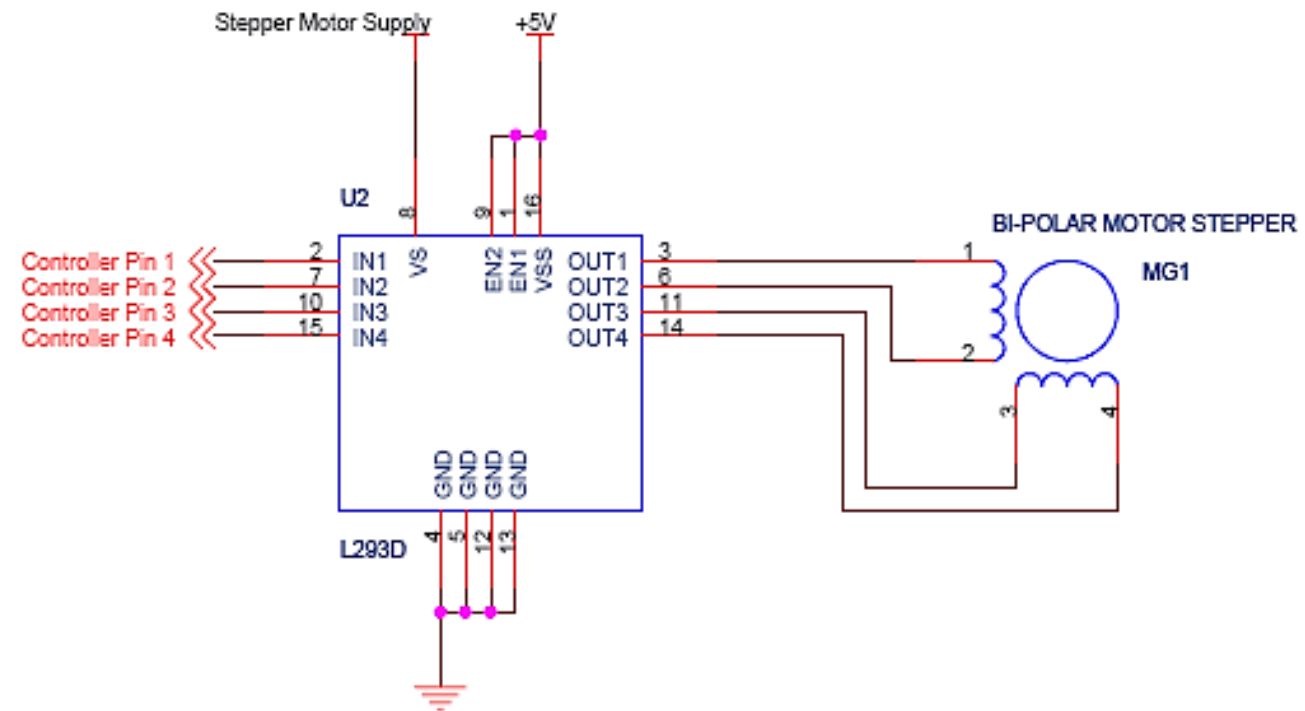 Stepper Motor Supply
+5V
U2
8
9
1
16
BI-POLAR MOTOR STEPPER
MG1
Controller Pin 1
Controller Pin 2
Controller Pin 3
Controller Pin 4
2
7
10
15
IN1
IN2
IN3
IN4
VS
EN2
EN1
VSS
OUT1
OUT2
OUT3
OUT4
3
6
11
14
1
2
3
4
GND
GND
GND
GND
L293D
4
5
12
13